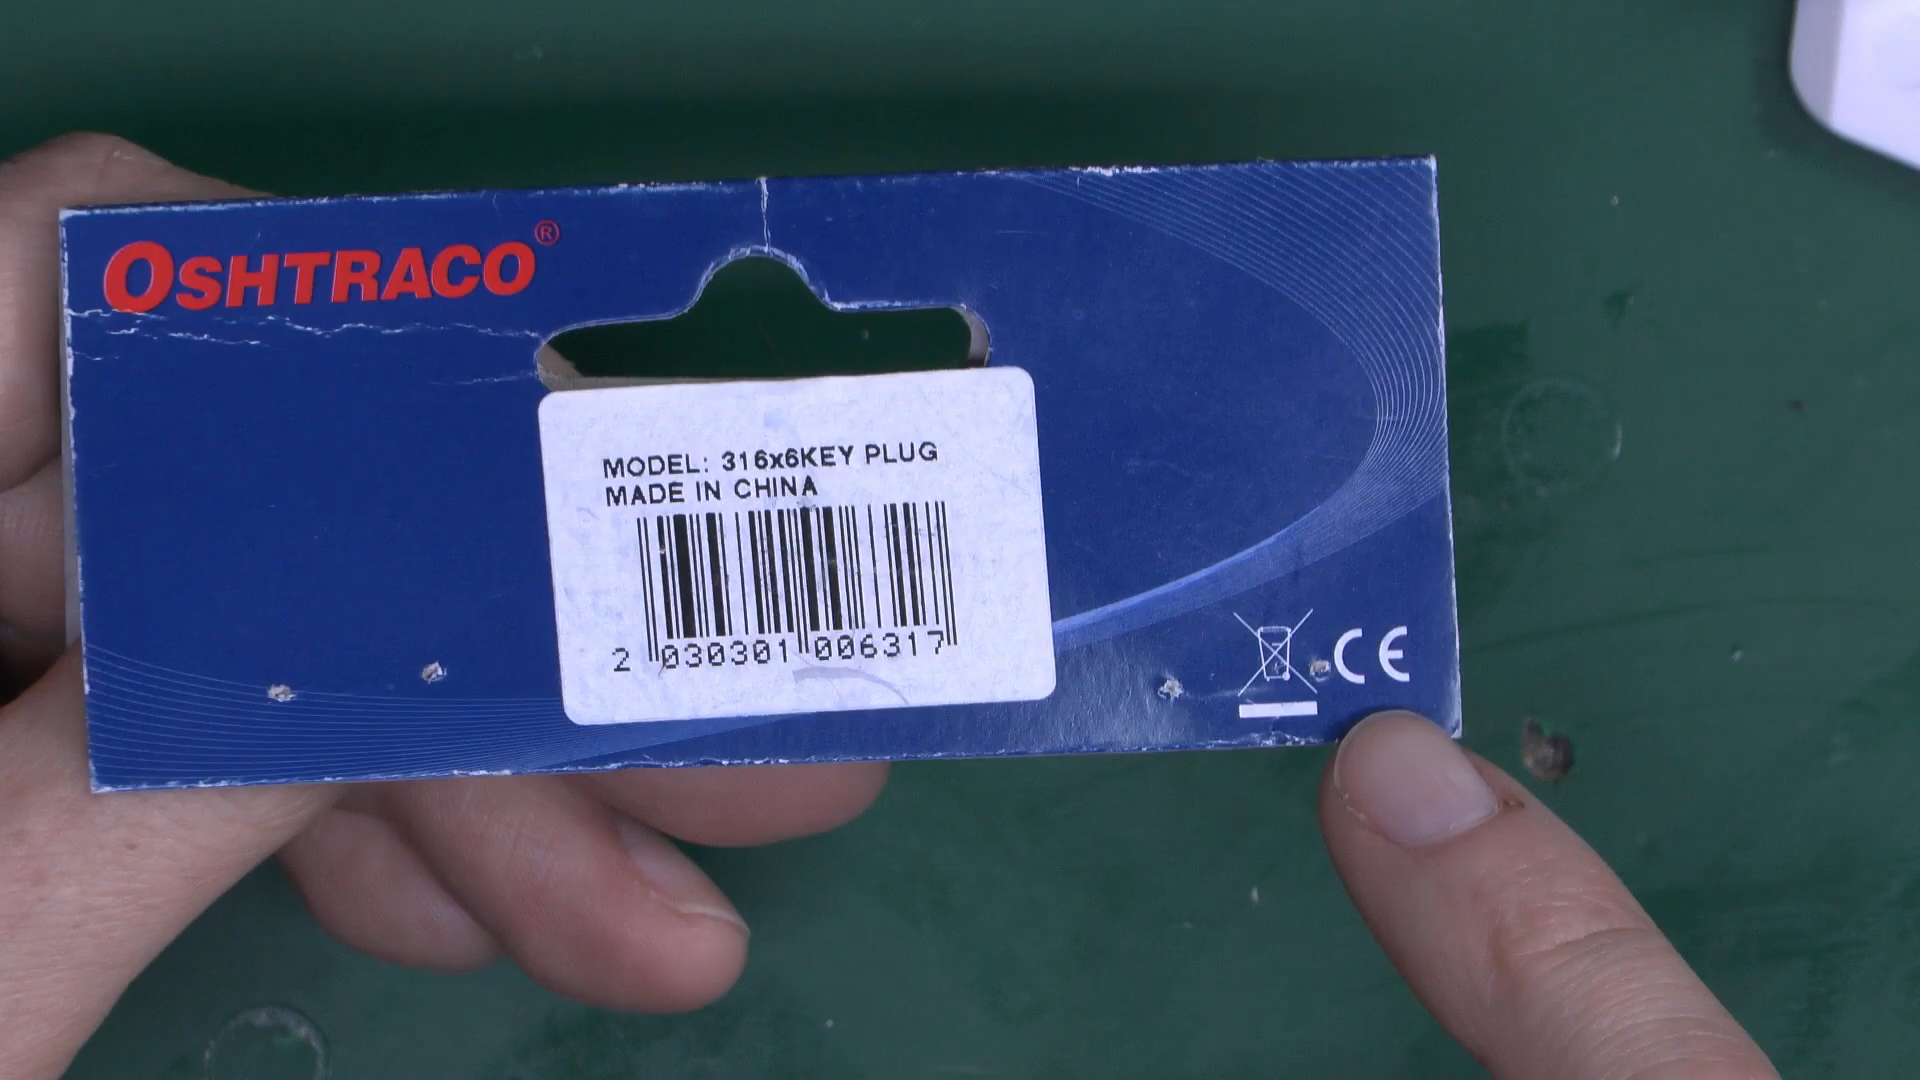 OSHTRACO®
MODEL: 316x6KEY PLUG
MADE IN CHINA
2 030301 006317
CE